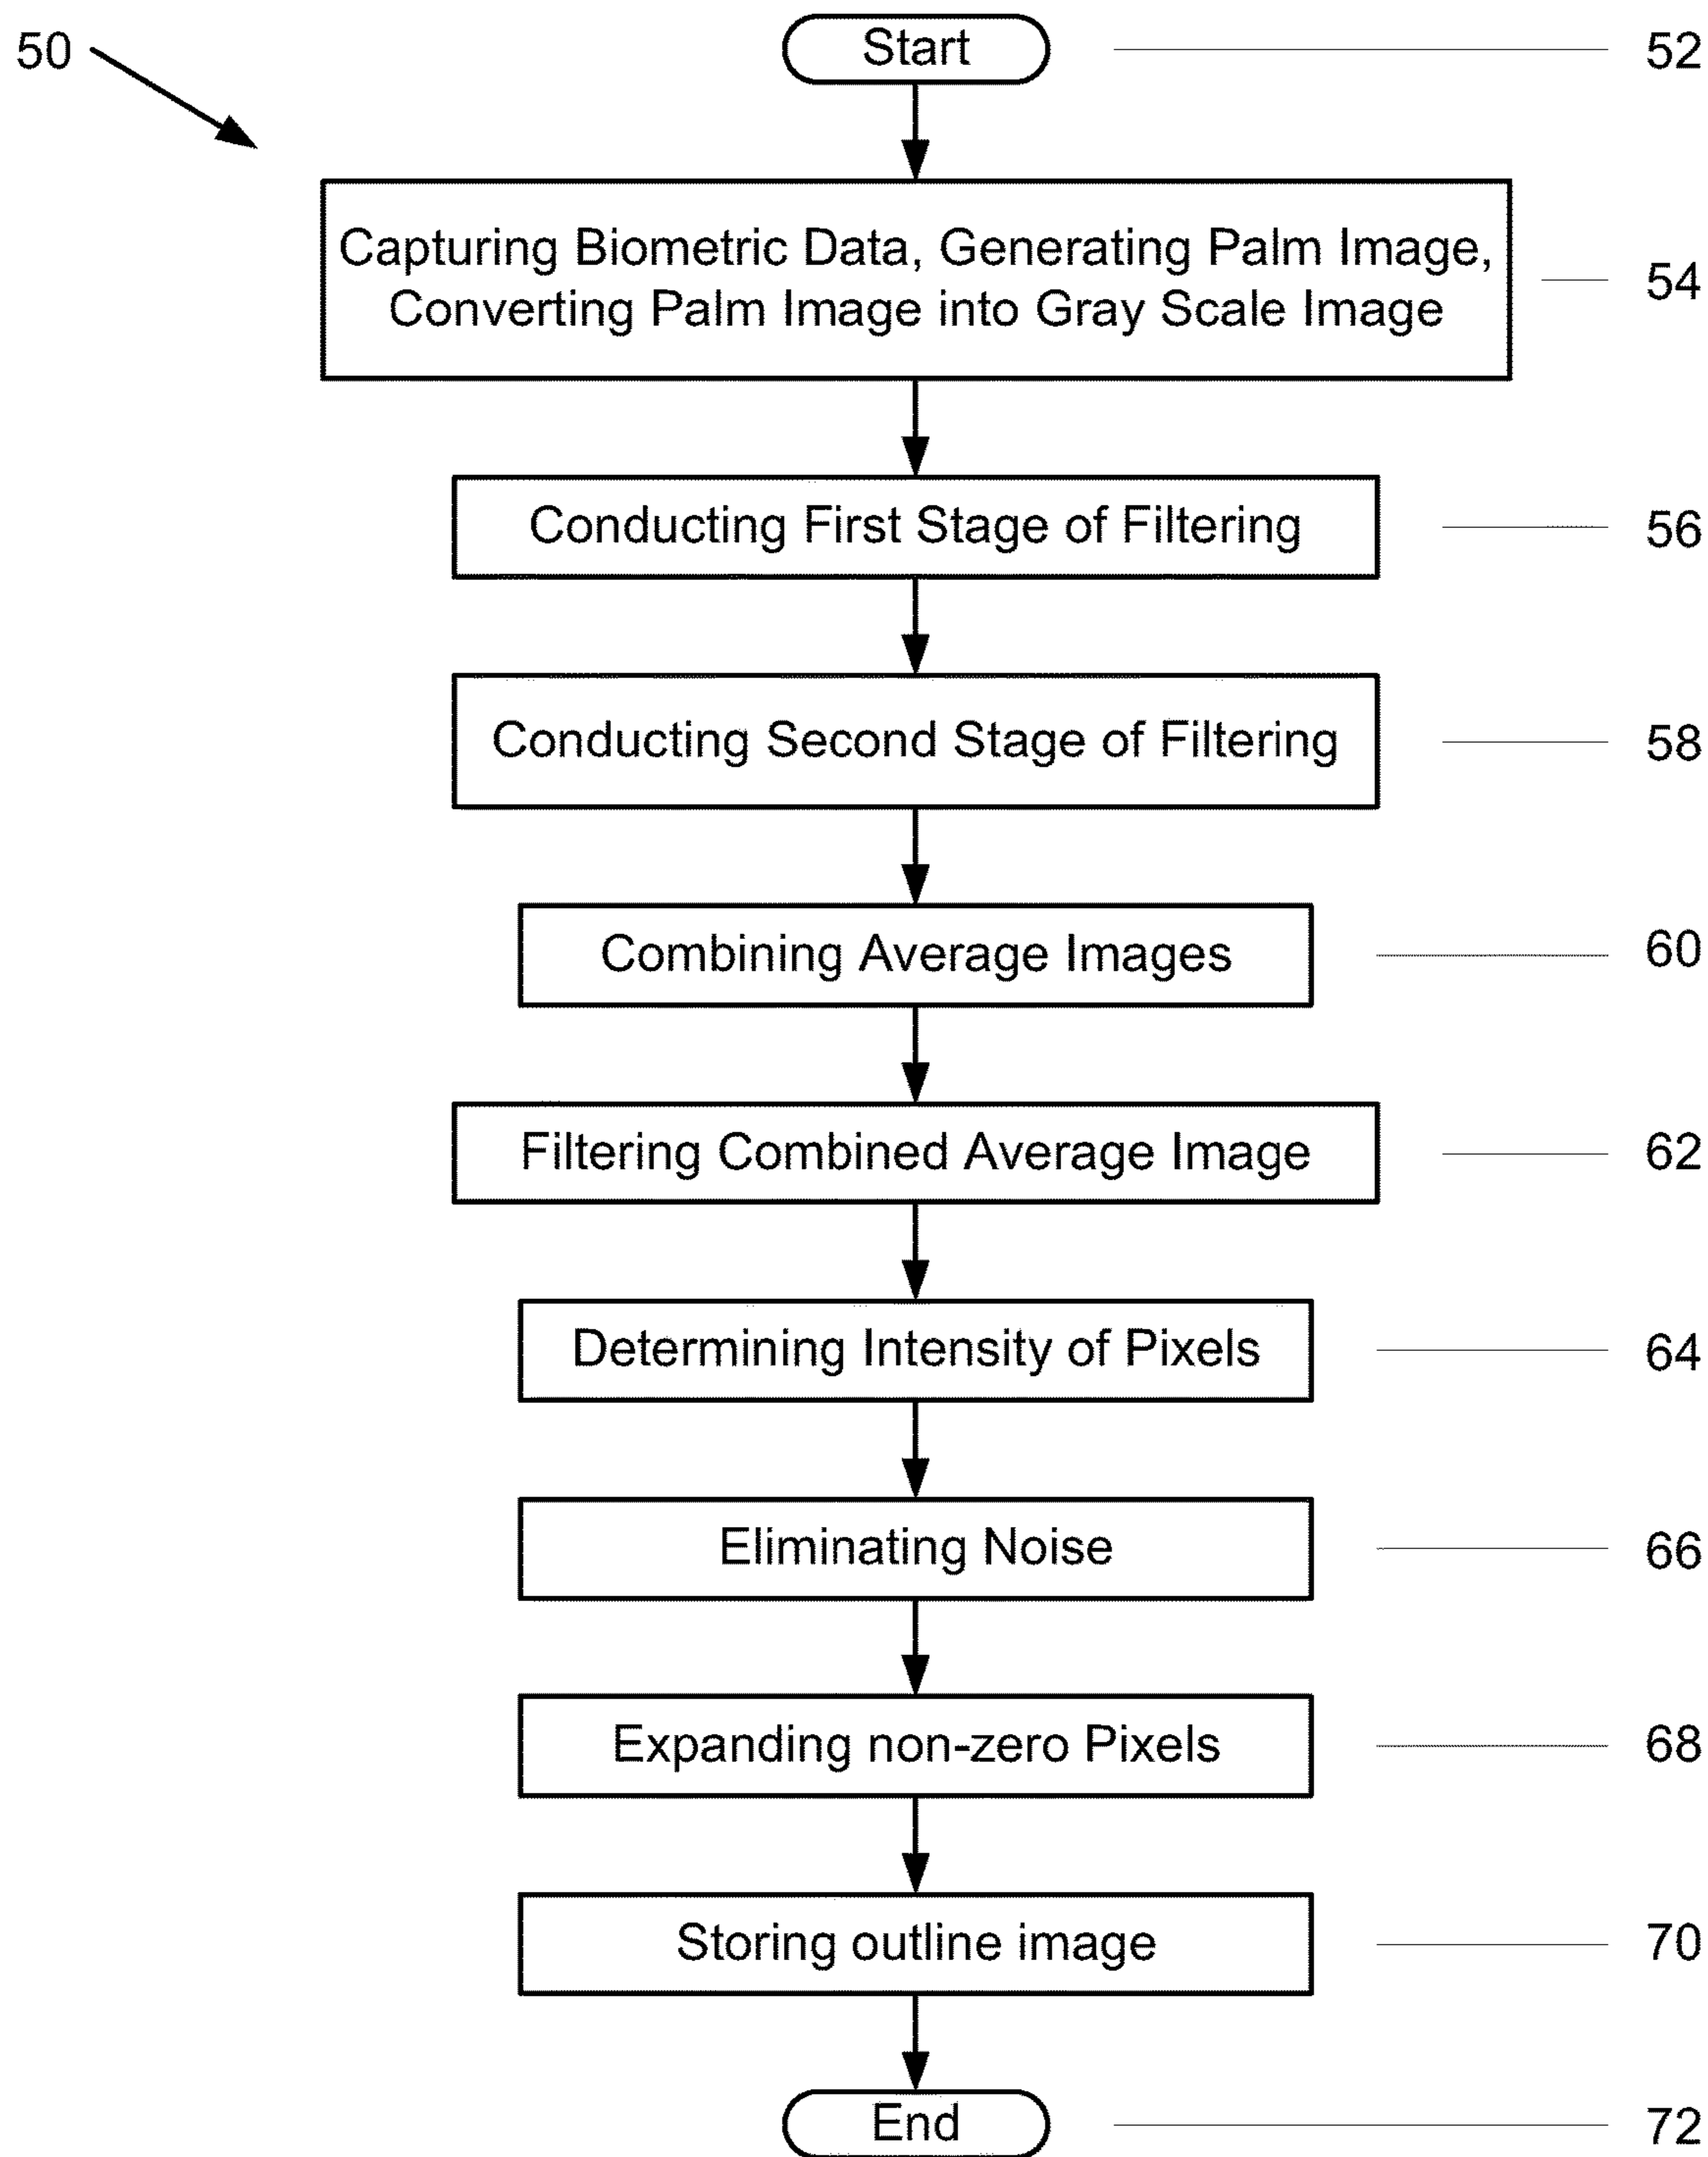 50
Start 52
Capturing Biometric Data, Generating Palm Image,
Converting Palm Image into Gray Scale Image
54
Conducting First Stage of Filtering 56
Conducting Second Stage of Filtering 58
Combining Average Images 60
Filtering Combined Average Image 62
Determining Intensity of Pixels 64
Eliminating Noise 66
Expanding non-zero Pixels 68
Storing outline image 70
End 72